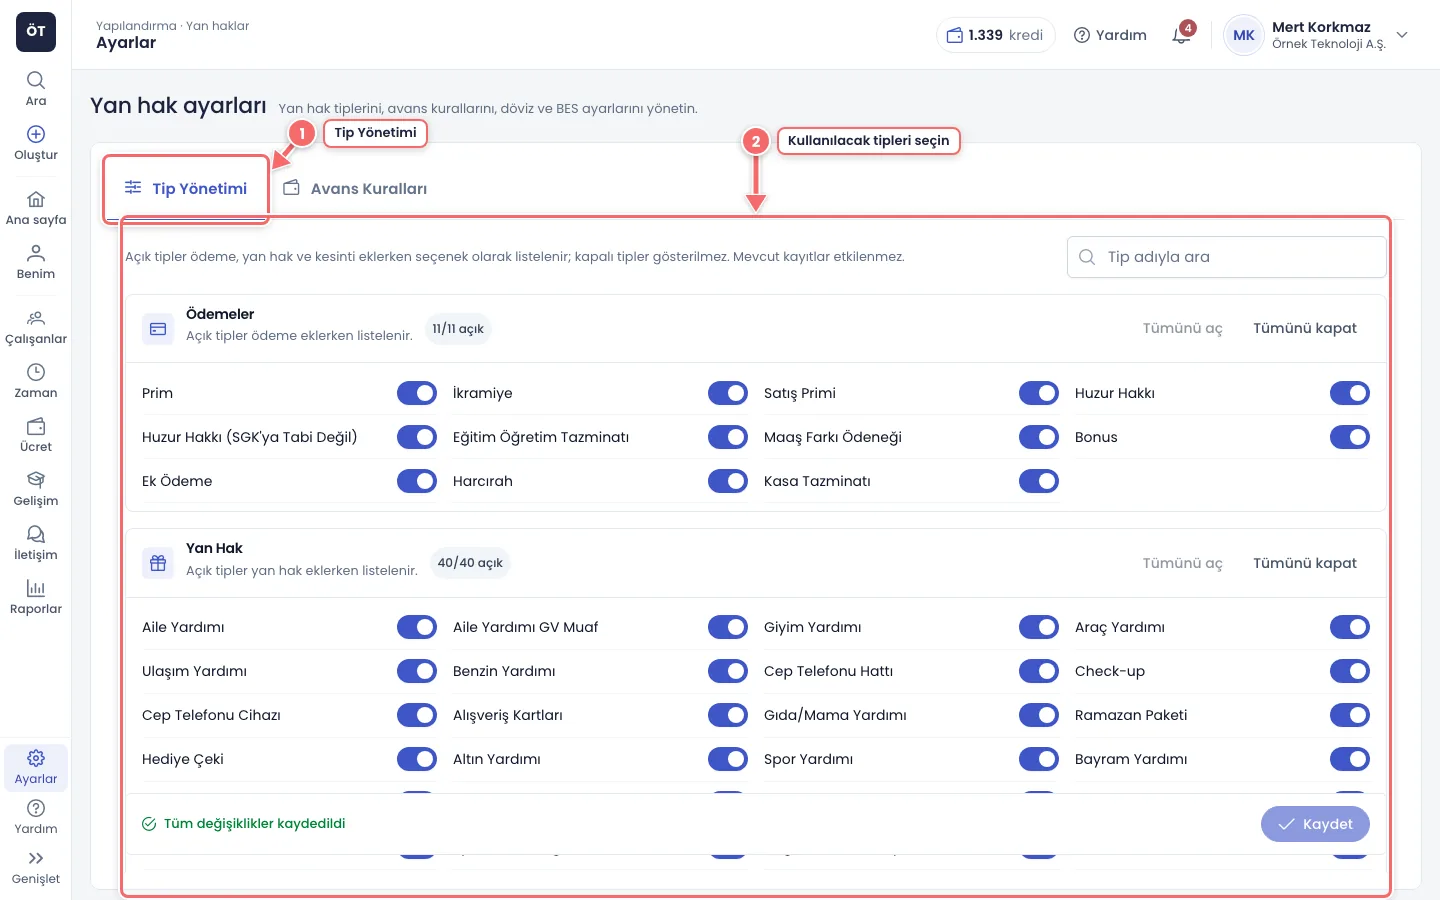 ÖT
Yapılandırma · Yan haklar
Ayarlar
1.339 kredi
Yardım
4
MK
Mert Korkmaz
Örnek Teknoloji A.Ş.
Ara
Oluştur
Ana sayfa
Benim
Çalışanlar
Zaman
Ücret
Gelişim
İletişim
Raporlar
Ayarlar
Yardım
Genişlet
Yan hak ayarları
Yan hak tiplerini, avans kurallarını, döviz ve BES ayarlarını yönetin.
1
Tip Yönetimi
2
Kullanılacak tipleri seçin
Tip Yönetimi
Avans Kuralları
Açık tipler ödeme, yan hak ve kesinti eklerken seçenek olarak listelenir; kapalı tipler gösterilmez. Mevcut kayıtlar etkilenmez.
Tip adıyla ara
Ödemeler
Açık tipler ödeme eklerken listelenir.
11/11 açık
Tümünü aç
Tümünü kapat
Prim
İkramiye
Satış Primi
Huzur Hakkı
Huzur Hakkı (SGK'ya Tabi Değil)
Eğitim Öğretim Tazminatı
Maaş Farkı Ödeneği
Bonus
Ek Ödeme
Harcırah
Kasa Tazminatı
Yan Hak
Açık tipler yan hak eklerken listelenir.
40/40 açık
Tümünü aç
Tümünü kapat
Aile Yardımı
Aile Yardımı GV Muaf
Giyim Yardımı
Araç Yardımı
Ulaşım Yardımı
Benzin Yardımı
Cep Telefonu Hattı
Check-up
Cep Telefonu Cihazı
Alışveriş Kartları
Gıda/Mama Yardımı
Ramazan Paketi
Hediye Çeki
Altın Yardımı
Spor Yardımı
Bayram Yardımı
Tüm değişiklikler kaydedildi
Kaydet